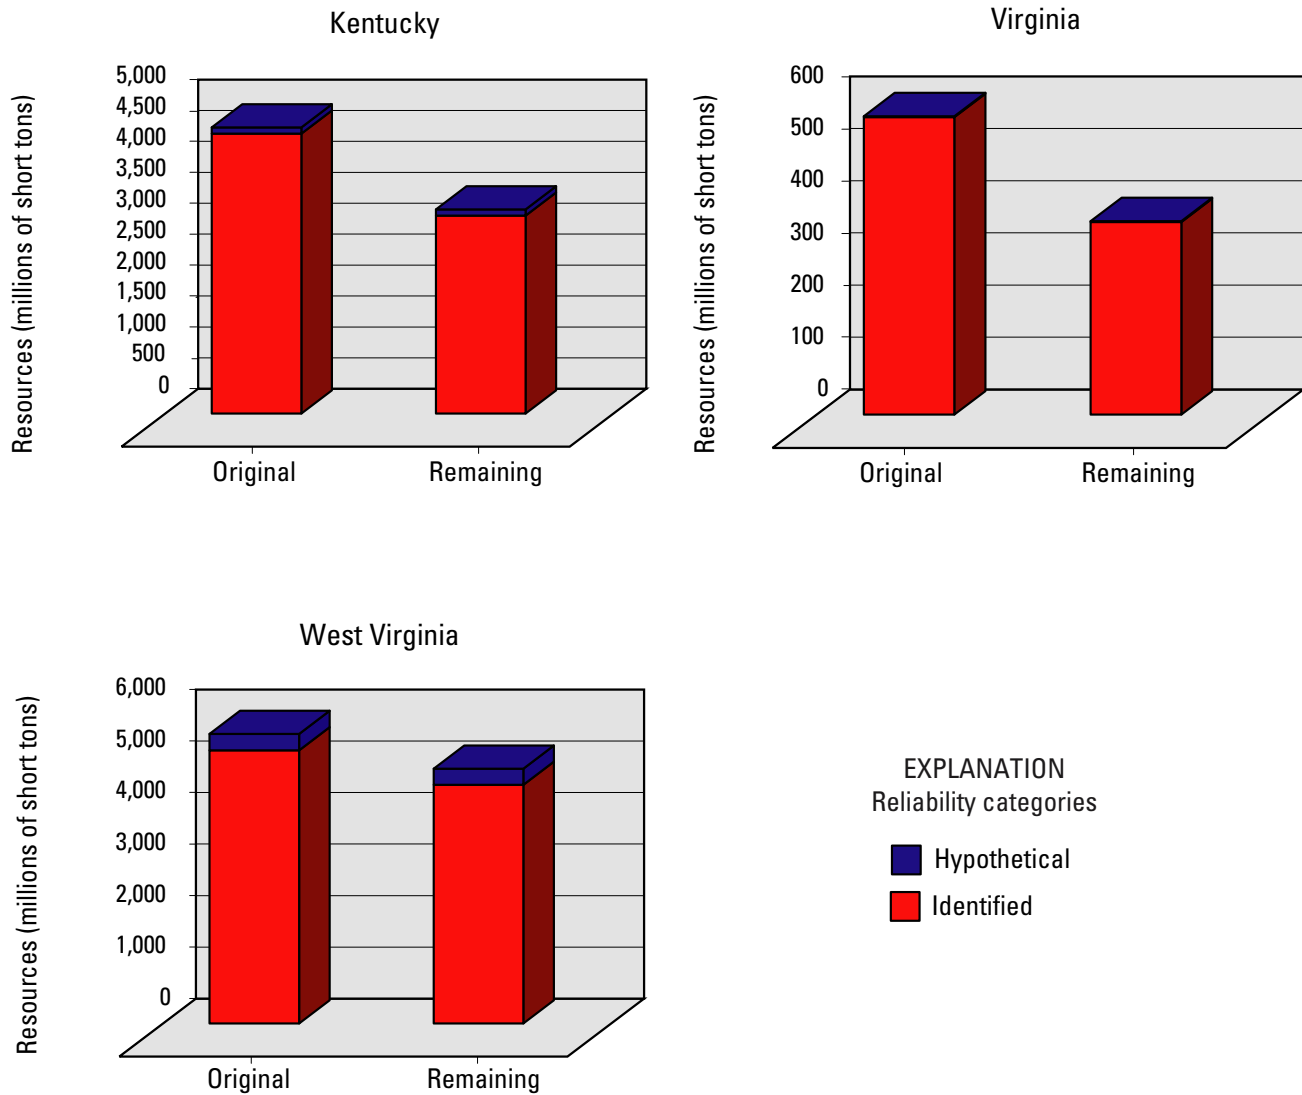 Kentucky
Resources (millions of short tons)
5,000
4,500
4,000
3,500
3,000
2,500
2,000
1,500
1,000
500
0
Original
Remaining
Virginia
Resources (millions of short tons)
600
500
400
300
200
100
0
Original
Remaining
West Virginia
Resources (millions of short tons)
6,000
5,000
4,000
3,000
2,000
1,000
0
Original
Remaining
EXPLANATION
Reliability categories
Hypothetical
Identified